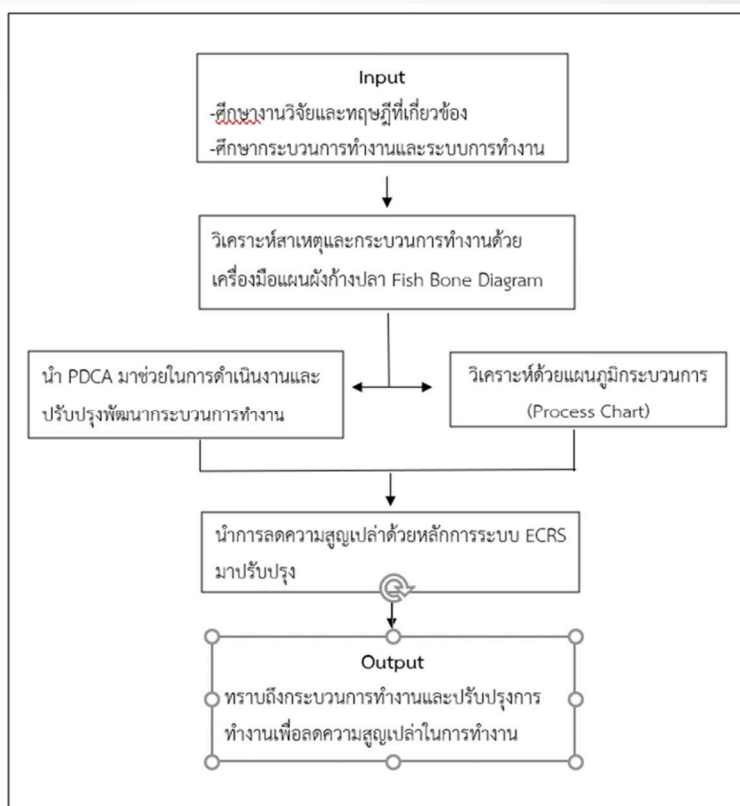 Input
-ศึกษางานวิจัยและทฤษฎีที่เกี่ยวข้อง
-ศึกษากระบวนการทำงานและระบบการทำงาน
วิเคราะห์สาเหตุและกระบวนการทำงานด้วย
เครื่องมือแผนผังก้างปลา Fish Bone Diagram
นำ PDCA มาช่วยในการดำเนินงานและ
ปรับปรุงพัฒนากระบวนการทำงาน
วิเคราะห์ด้วยแผนภูมิกระบวนการ
(Process Chart)
นำการลดความสูญเปล่าด้วยหลักการระบบ ECRS
มาปรับปรุง
Output
ทราบถึงกระบวนการทำงานและปรับปรุงการ
ทำงานเพื่อลดความสูญเปล่าในการทำงาน